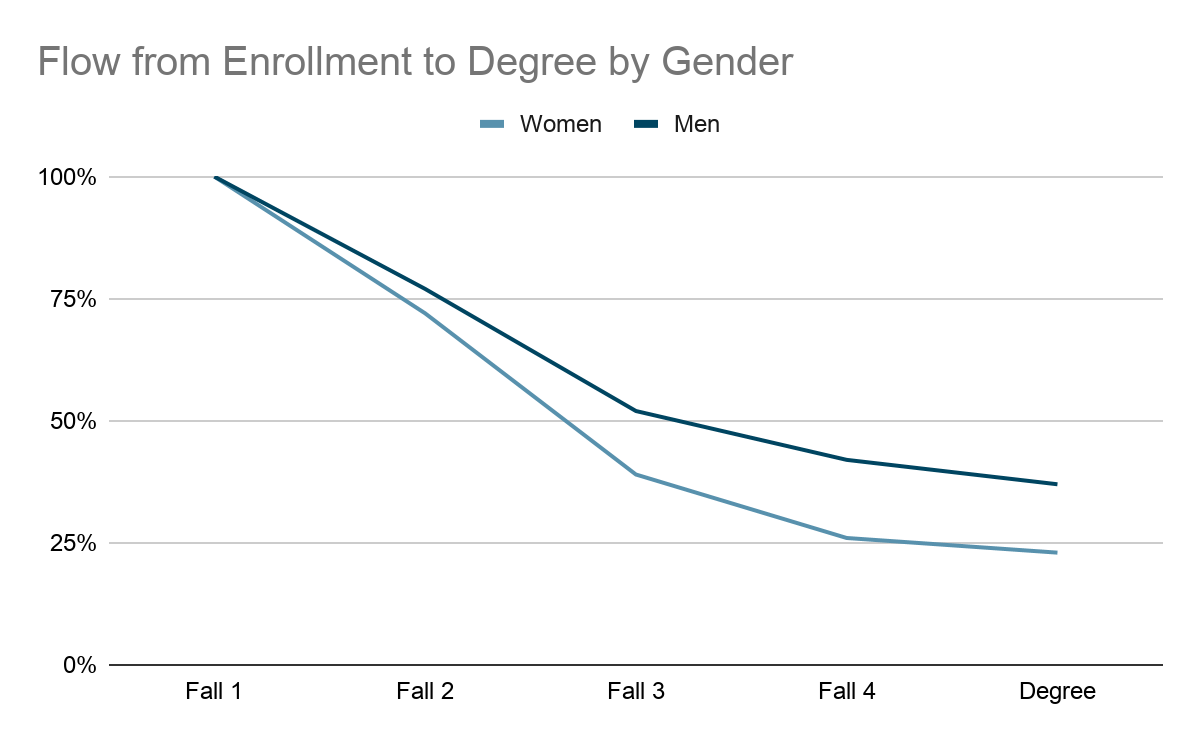 Flow from Enrollment to Degree by Gender
Women Men
100%
75%
50%
25%
0%
Fall 1 Fall 2 Fall 3 Fall 4 Degree